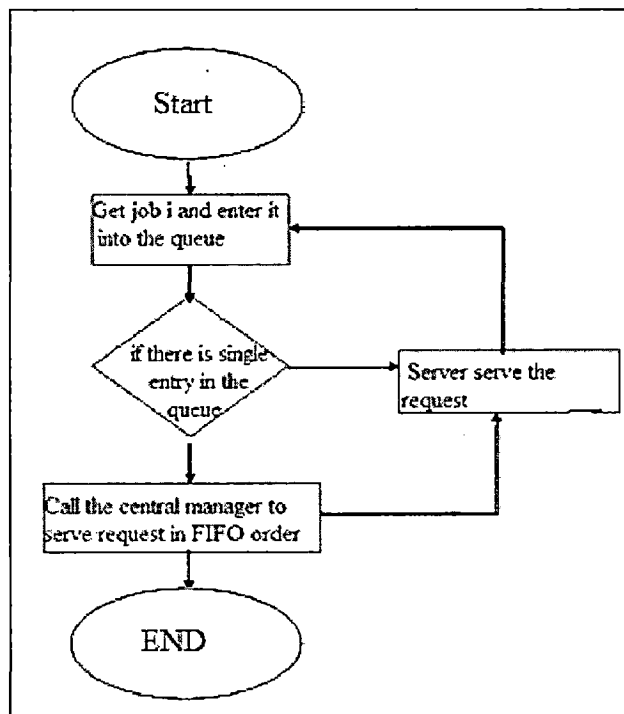 Start
Get job i and enter it
into the queue
if there is single
entry in the
queue
Server serve the
request
Call the central manager to
serve request in FIFO order
END